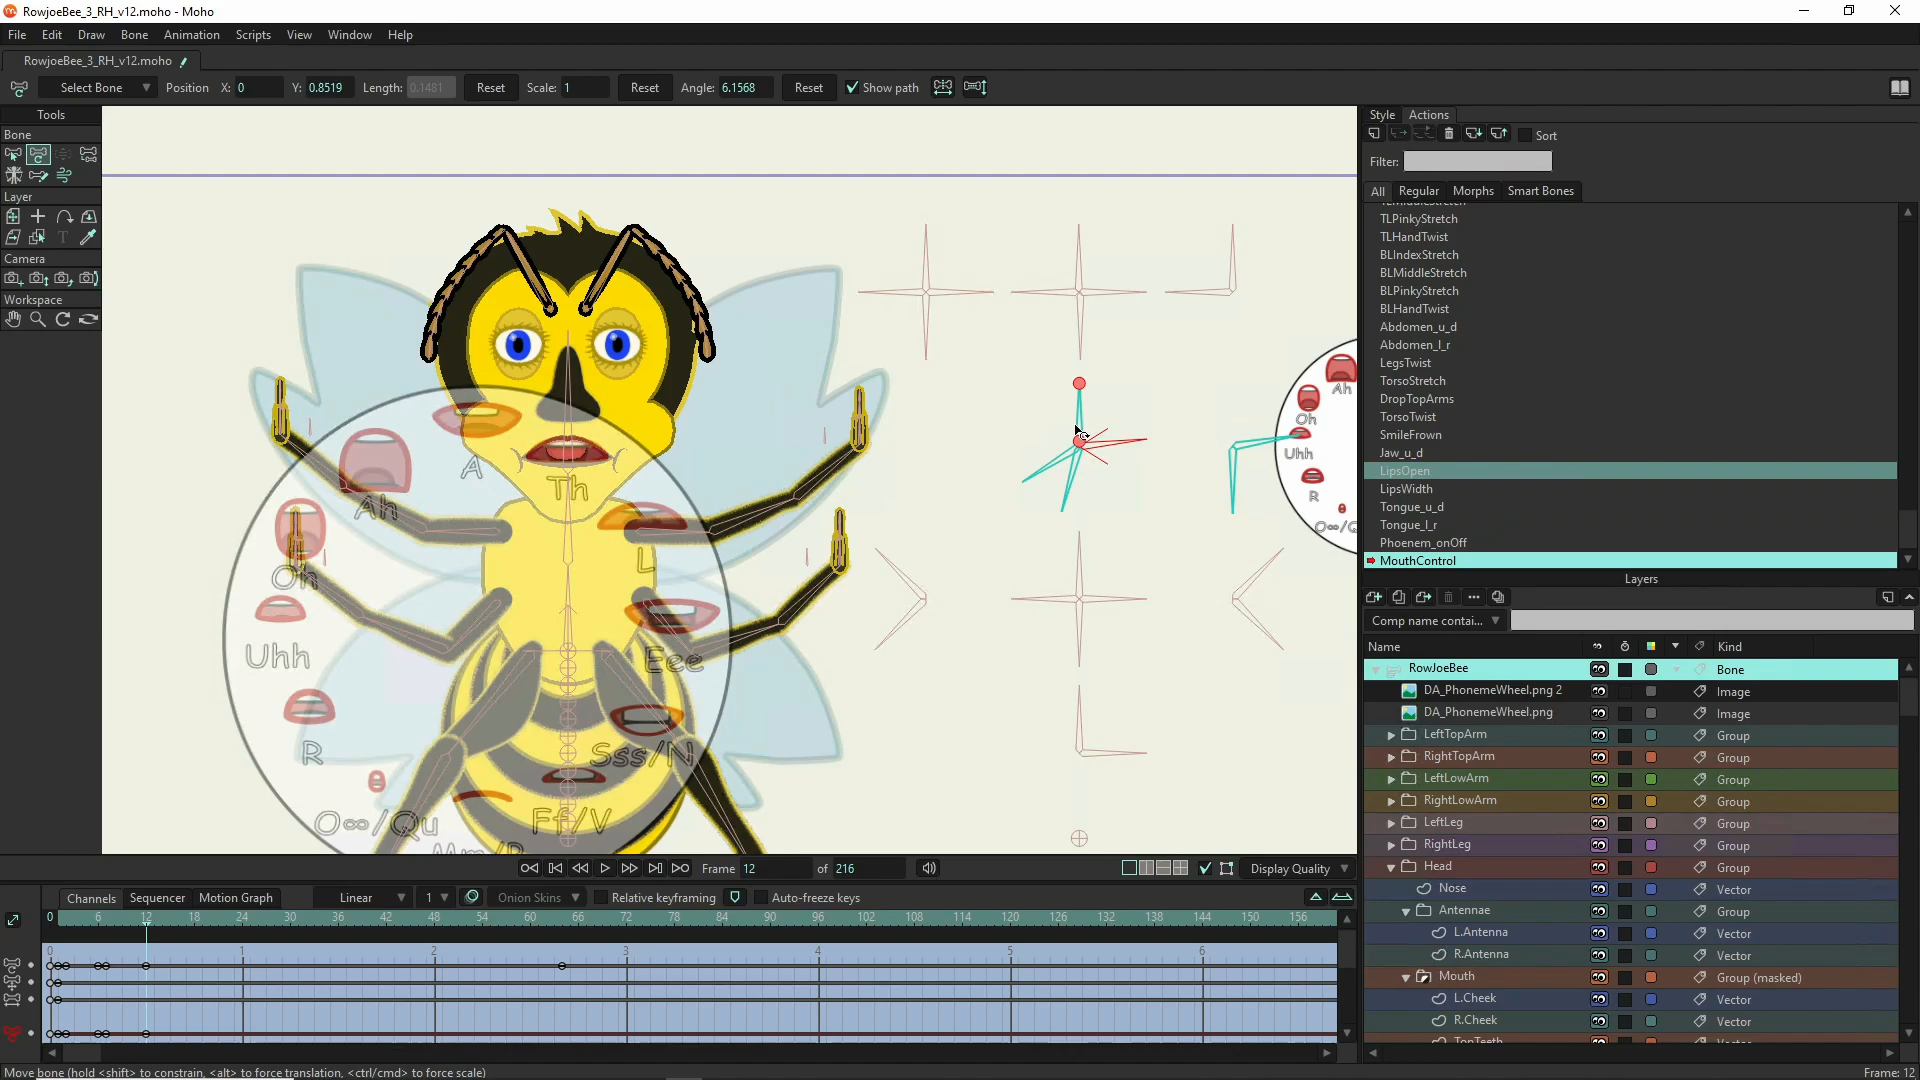 RowjoeBee_3_RH_v12.moho - Moho
File Edit Draw Bone Animation Scripts View Window Help
RowjoeBee_3_RH_v12.moho
Select Bone Position X: 0 Y: 0.8519 Length: 0.1481 Reset Scale: 1 Reset Angle: 6.1568 Reset Show path
Tools
Bone
Layer
Camera
Workspace
A
Ah
Th
Oh
L
Uhh
Eee
R
Sss/N
O∞/Qu
Ff/V
Ah
Oh
Uhh
R
Style Actions
Sort
Filter:
All Regular Morphs Smart Bones
TLMiddleStretch
TLPinkyStretch
TLHandTwist
BLIndexStretch
BLMiddleStretch
BLPinkyStretch
BLHandTwist
Abdomen_u_d
Abdomen_l_r
LegsTwist
TorsoStretch
DropTopArms
TorsoTwist
SmileFrown
Jaw_u_d
LipsOpen
LipsWidth
Tongue_u_d
Tongue_l_r
Phoenem_onOff
MouthControl
Layers
Comp name contai...
Name Kind
RowJoeBee Bone
DA_PhonemeWheel.png 2 Image
DA_PhonemeWheel.png Image
LeftTopArm Group
RightTopArm Group
LeftLowArm Group
RightLowArm Group
LeftLeg Group
RightLeg Group
Head Group
Nose Vector
Antennae Group
L.Antenna Vector
R.Antenna Vector
Mouth Group (masked)
L.Cheek Vector
R.Cheek Vector
TopTeeth Vector
Frame 12 of 216 Display Quality
Channels Sequencer Motion Graph Linear 1 Onion Skins Relative keyframing Auto-freeze keys
0 6 12 18 24 30 36 42 48 54 60 66 72 78 84 90 96 102 108 114 120 126 132 138 144 150 156
0 1 2 3 4 5 6
Move bone (hold <shift> to constrain, <alt> to force translation, <ctrl/cmd> to force scale) Frame: 12